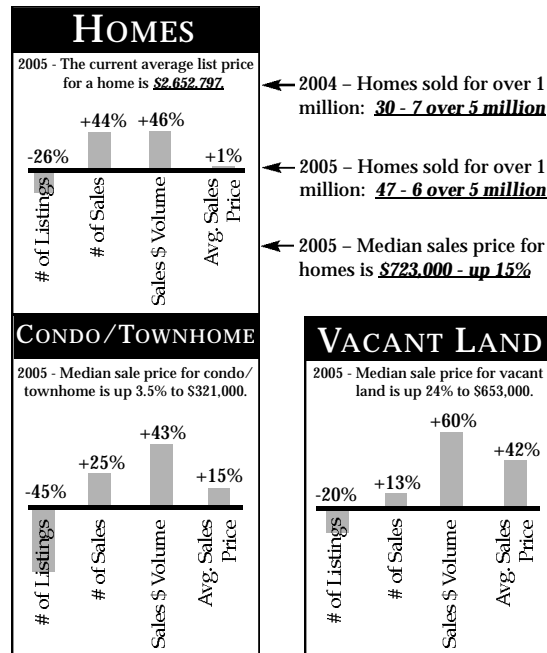 HOMES
2005 - The current average list price
for a home is $2,652,797.
-26%
+44%
+46%
+1%
# of Listings
# of Sales
Sales $ Volume
Avg. Sales
Price
2004 – Homes sold for over 1
million: 30 - 7 over 5 million
2005 – Homes sold for over 1
million: 47 - 6 over 5 million
2005 – Median sales price for
homes is $723,000 - up 15%
CONDO/TOWNHOME
2005 - Median sale price for condo/
townhome is up 3.5% to $321,000.
-45%
+25%
+43%
+15%
# of Listings
# of Sales
Sales $ Volume
Avg. Sales
Price
VACANT LAND
2005 - Median sale price for vacant
land is up 24% to $653,000.
-20%
+13%
+60%
+42%
# of Listings
# of Sales
Sales $ Volume
Avg. Sales
Price